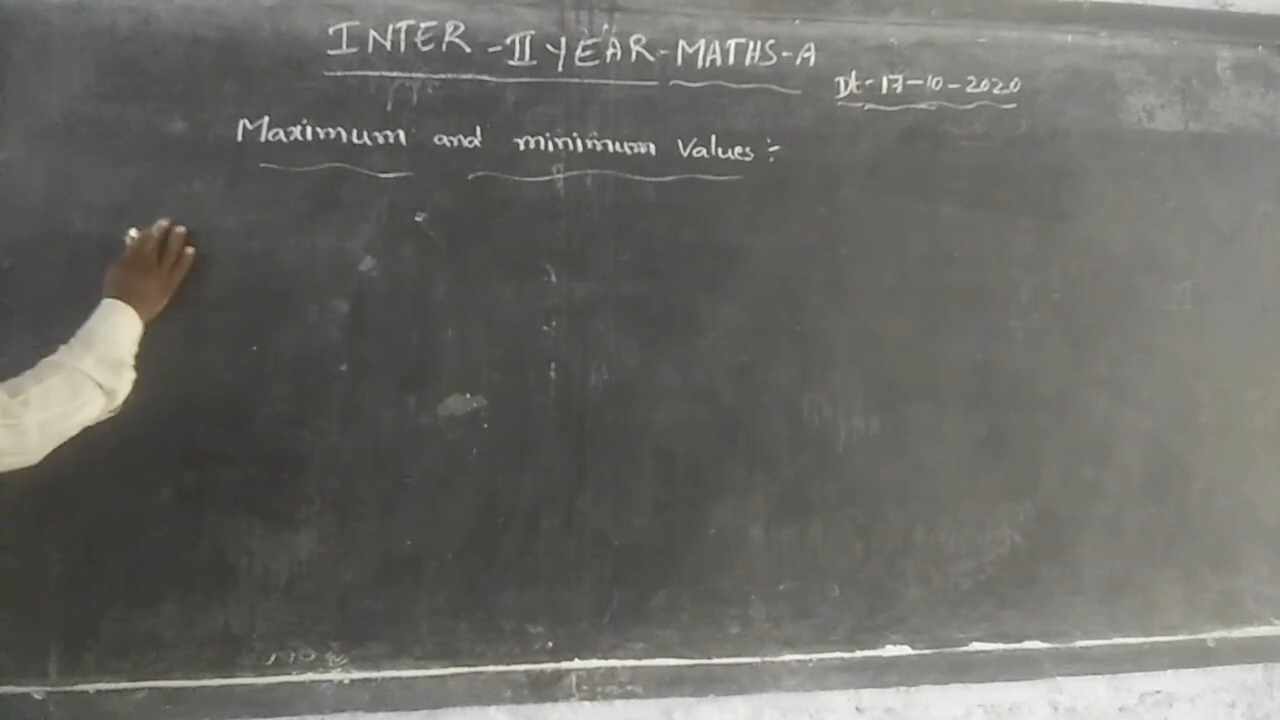 INTER - II YEAR - MATHS - A
Dt - 17-10-2020
Maximum and minimum Values :-